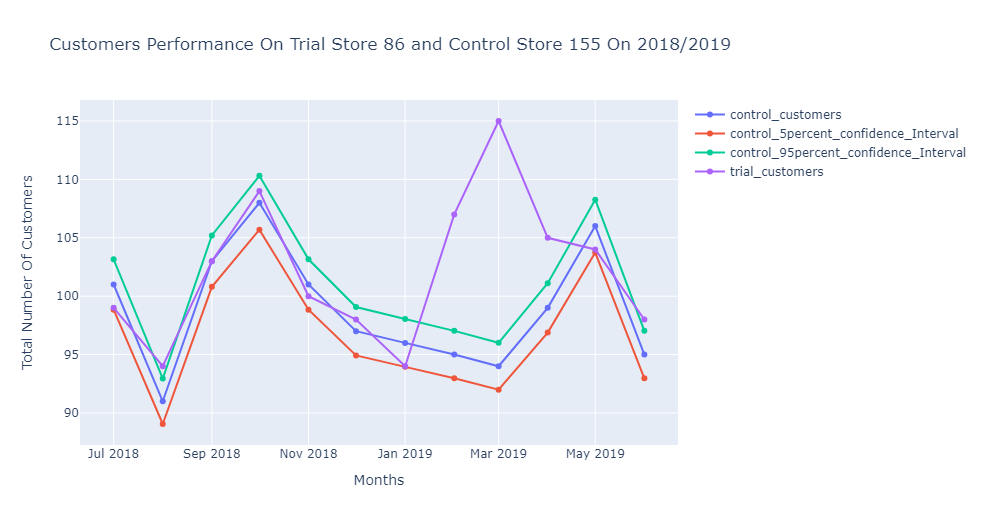 Customers Performance On Trial Store 86 and Control Store 155 On 2018/2019
control_customers
control_5percent_confidence_Interval
control_95percent_confidence_Interval
trial_customers
Total Number Of Customers
115
110
105
100
95
90
Jul 2018 Sep 2018 Nov 2018 Jan 2019 Mar 2019 May 2019
Months